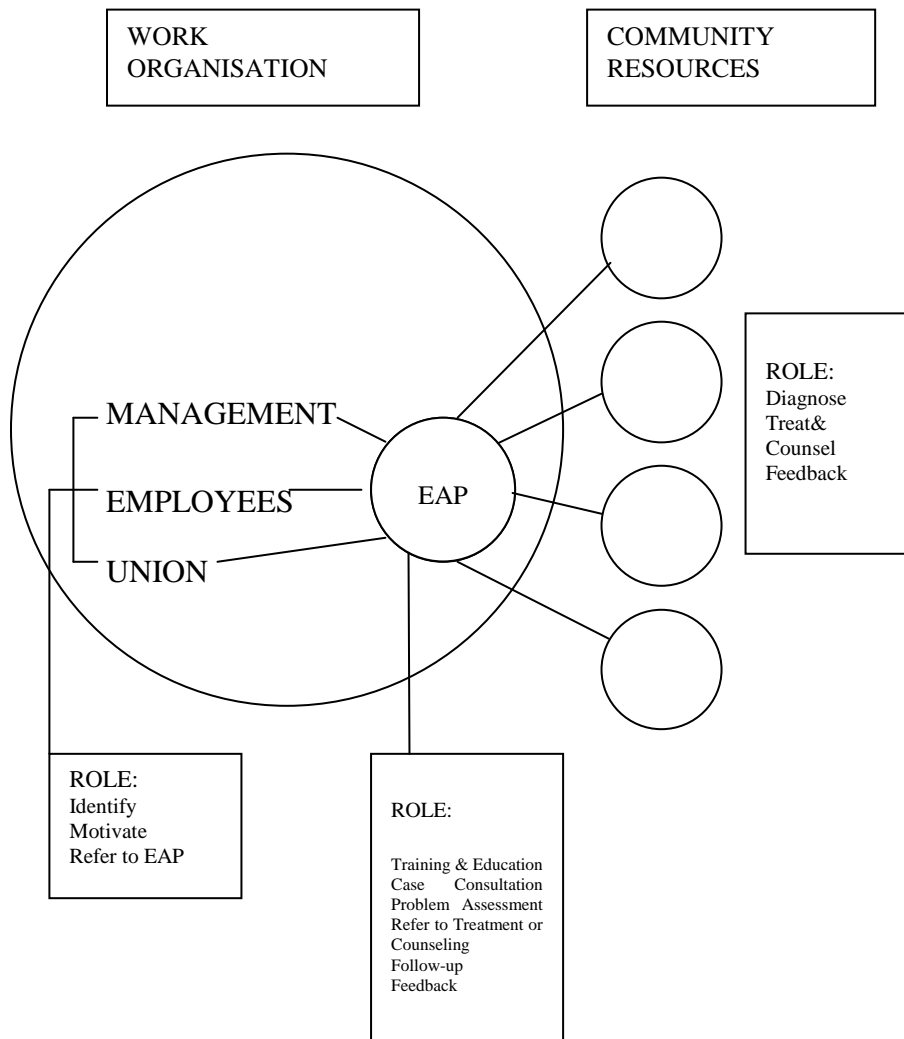 WORK
ORGANISATION
COMMUNITY
RESOURCES
MANAGEMENT
EMPLOYEES
UNION
EAP
ROLE:
Diagnose
Treat&
Counsel
Feedback
ROLE:
Identify
Motivate
Refer to EAP
ROLE:
Training & Education
Case Consultation
Problem Assessment
Refer to Treatment or
Counseling
Follow-up
Feedback